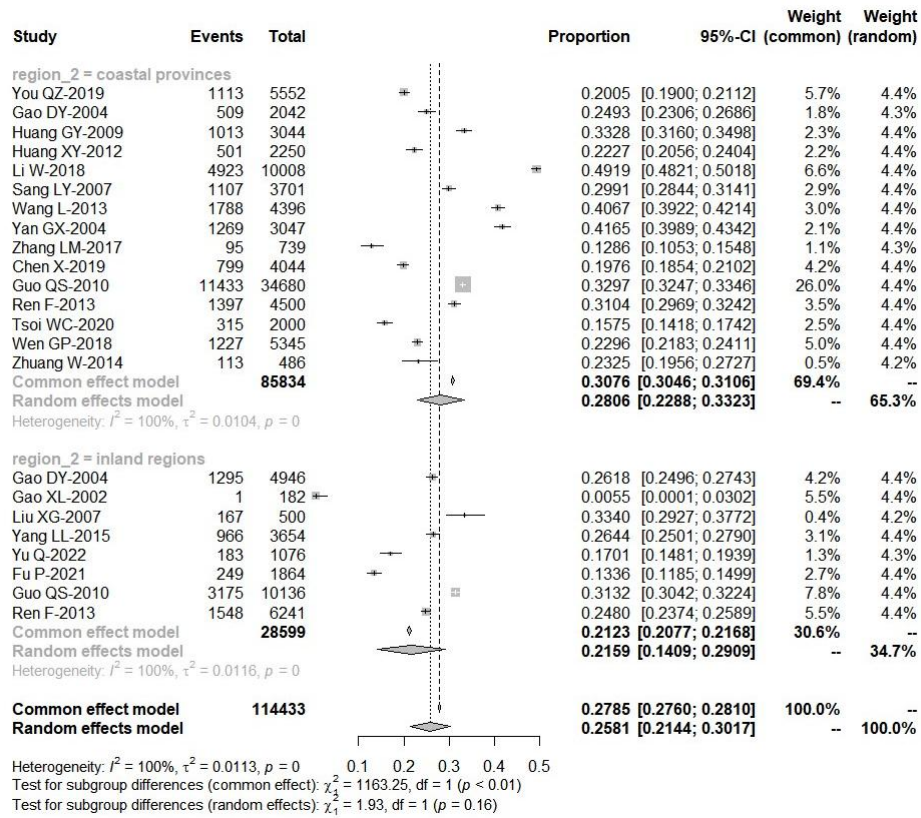 Study Events Total Proportion 95%-CI Weight (common) Weight (random)
region_2 = coastal provinces
You QZ-2019 1113 5552 0.2005 [0.1900; 0.2112] 5.7% 4.4%
Gao DY-2004 509 2042 0.2493 [0.2306; 0.2686] 1.8% 4.3%
Huang GY-2009 1013 3044 0.3328 [0.3160; 0.3498] 2.3% 4.4%
Huang XY-2012 501 2250 0.2227 [0.2056; 0.2404] 2.2% 4.4%
Li W-2018 4923 10008 0.4919 [0.4821; 0.5018] 6.6% 4.4%
Sang LY-2007 1107 3701 0.2991 [0.2844; 0.3141] 2.9% 4.4%
Wang L-2013 1788 4396 0.4067 [0.3922; 0.4214] 3.0% 4.4%
Yan GX-2004 1269 3047 0.4165 [0.3989; 0.4342] 2.1% 4.4%
Zhang LM-2017 95 739 0.1286 [0.1053; 0.1548] 1.1% 4.4%
Chen X-2019 799 4044 0.1976 [0.1854; 0.2102] 4.2% 4.4%
Guo QS-2010 11433 34680 0.3297 [0.3247; 0.3346] 26.0% 4.4%
Ren F-2013 1397 4500 0.3104 [0.2969; 0.3242] 3.5% 4.4%
Tsoi WC-2020 315 2000 0.1575 [0.1418; 0.1742] 2.5% 4.4%
Wen GP-2018 1227 5345 0.2296 [0.2183; 0.2411] 5.0% 4.4%
Zhuang W-2014 113 486 0.2325 [0.1956; 0.2727] 0.5% 4.2%
Common effect model 85834 0.3076 [0.3046; 0.3106] 69.4% --
Random effects model 0.2806 [0.2288; 0.3323] -- 65.3%
Heterogeneity: I² = 100%, τ² = 0.0104, p = 0
region_2 = inland regions
Gao DY-2004 1295 4946 0.2618 [0.2496; 0.2743] 4.2% 4.4%
Gao XL-2002 1 182 0.0055 [0.0001; 0.0302] 5.5% 4.4%
Liu XG-2007 167 500 0.3340 [0.2927; 0.3772] 0.4% 4.2%
Yang LL-2015 966 3654 0.2644 [0.2501; 0.2790] 3.1% 4.4%
Yu Q-2022 183 1076 0.1701 [0.1481; 0.1939] 1.3% 4.3%
Fu P-2021 249 1864 0.1336 [0.1185; 0.1499] 2.7% 4.4%
Guo QS-2010 3175 10136 0.3132 [0.3042; 0.3224] 7.8% 4.4%
Ren F-2013 1548 6241 0.2480 [0.2374; 0.2589] 5.5% 4.4%
Common effect model 28599 0.2123 [0.2077; 0.2168] 30.6% --
Random effects model 0.2159 [0.1409; 0.2909] -- 34.7%
Heterogeneity: I² = 100%, τ² = 0.0116, p = 0
Common effect model 114433 0.2785 [0.2760; 0.2810] 100.0% --
Random effects model 0.2581 [0.2144; 0.3017] -- 100.0%
0.1 0.2 0.3 0.4 0.5
Heterogeneity: I² = 100%, τ² = 0.0113, p = 0
Test for subgroup differences (common effect): χ₁² = 1163.25, df = 1 (p < 0.01)
Test for subgroup differences (random effects): χ₁² = 1.93, df = 1 (p = 0.16)